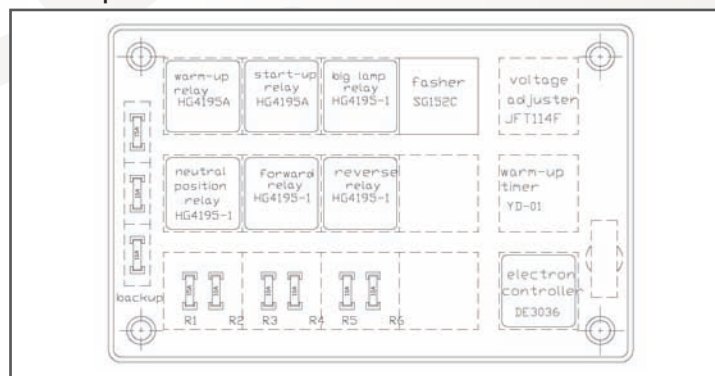 warm-up
relay
HG4195A
start-up
relay
HG4195A
big lamp
relay
HG4195-1
fasher
SG152C
voltage
adjuster
JFT114F
neutral
position
relay
HG4195-1
forward
relay
HG4195-1
reverse
relay
HG4195-1
warm-up
timer
YD-01
backup
R1
R2
R3
R4
R5
R6
electron
controller
DE3036